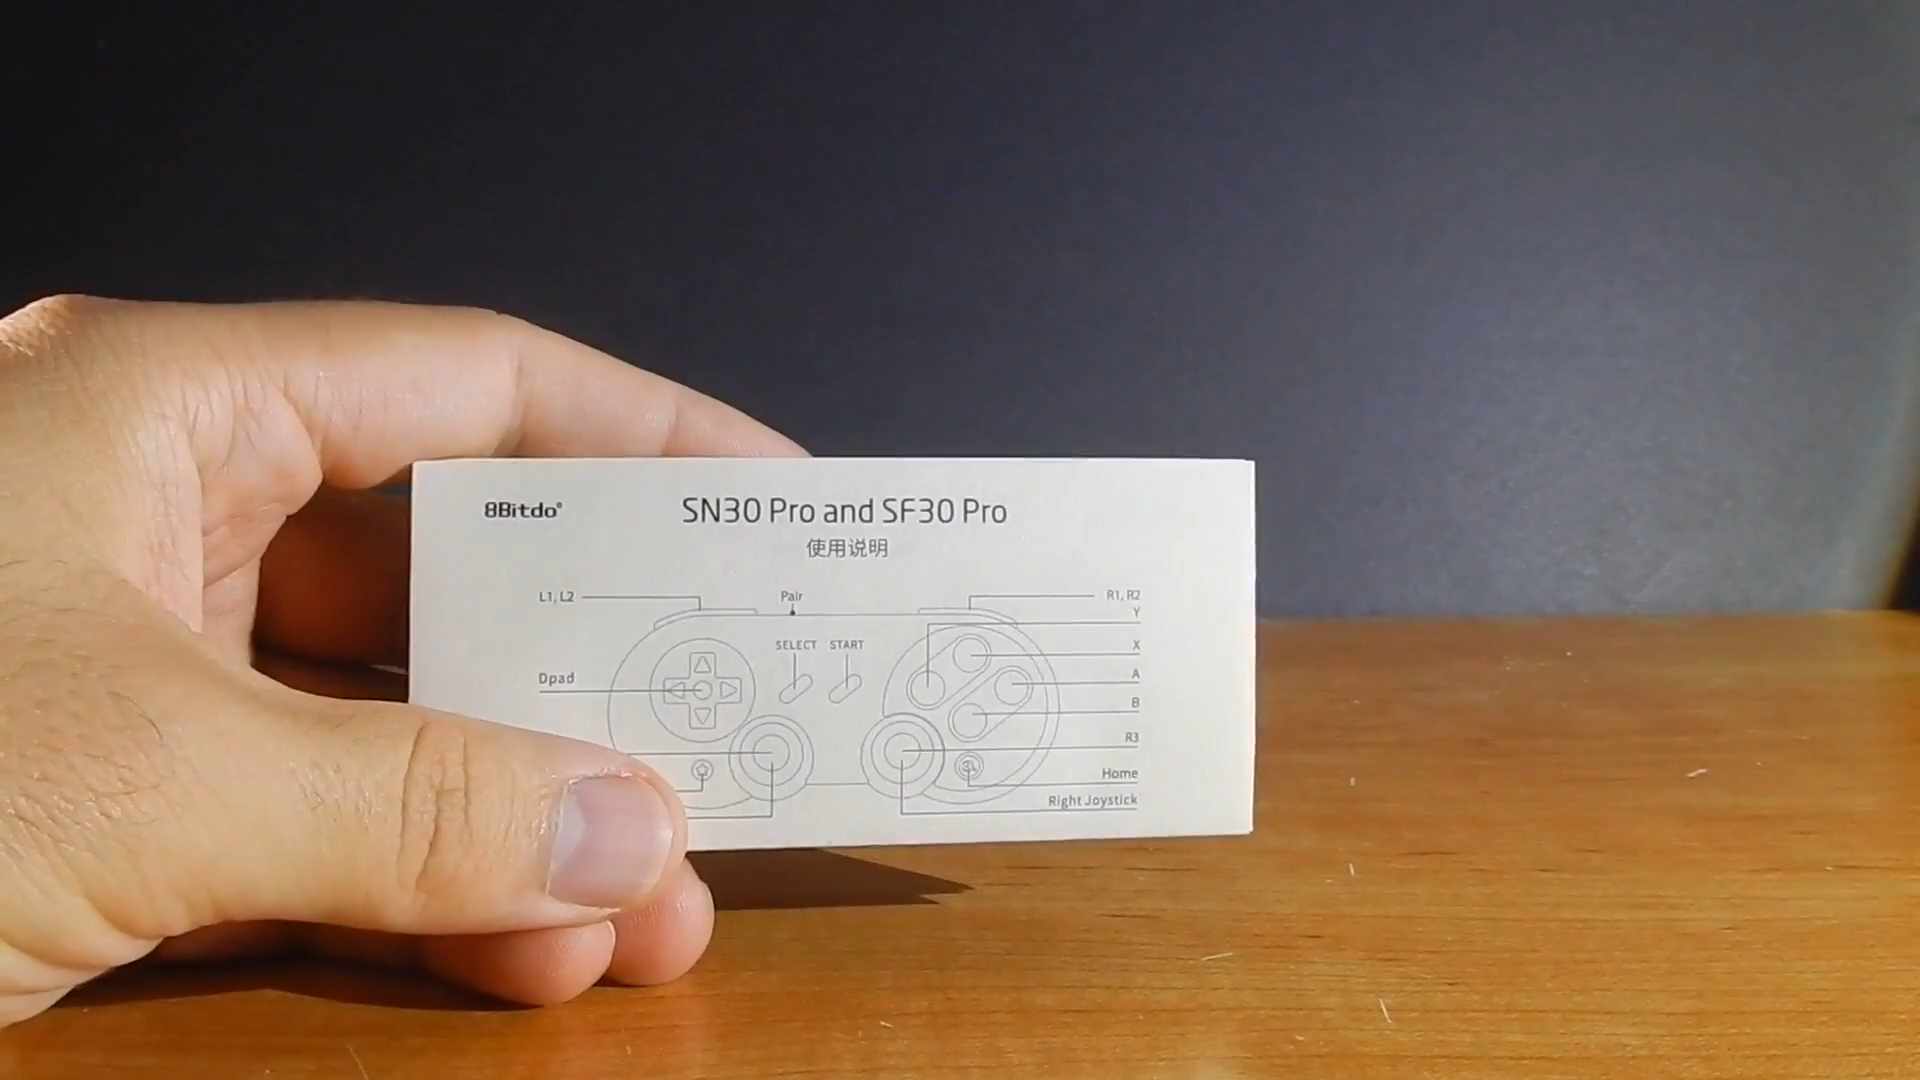 8Bitdo®
SN30 Pro and SF30 Pro
使用说明
L1, L2
Pair
R1, R2
Y
SELECT START
X
Dpad
A
B
R3
Home
Right Joystick